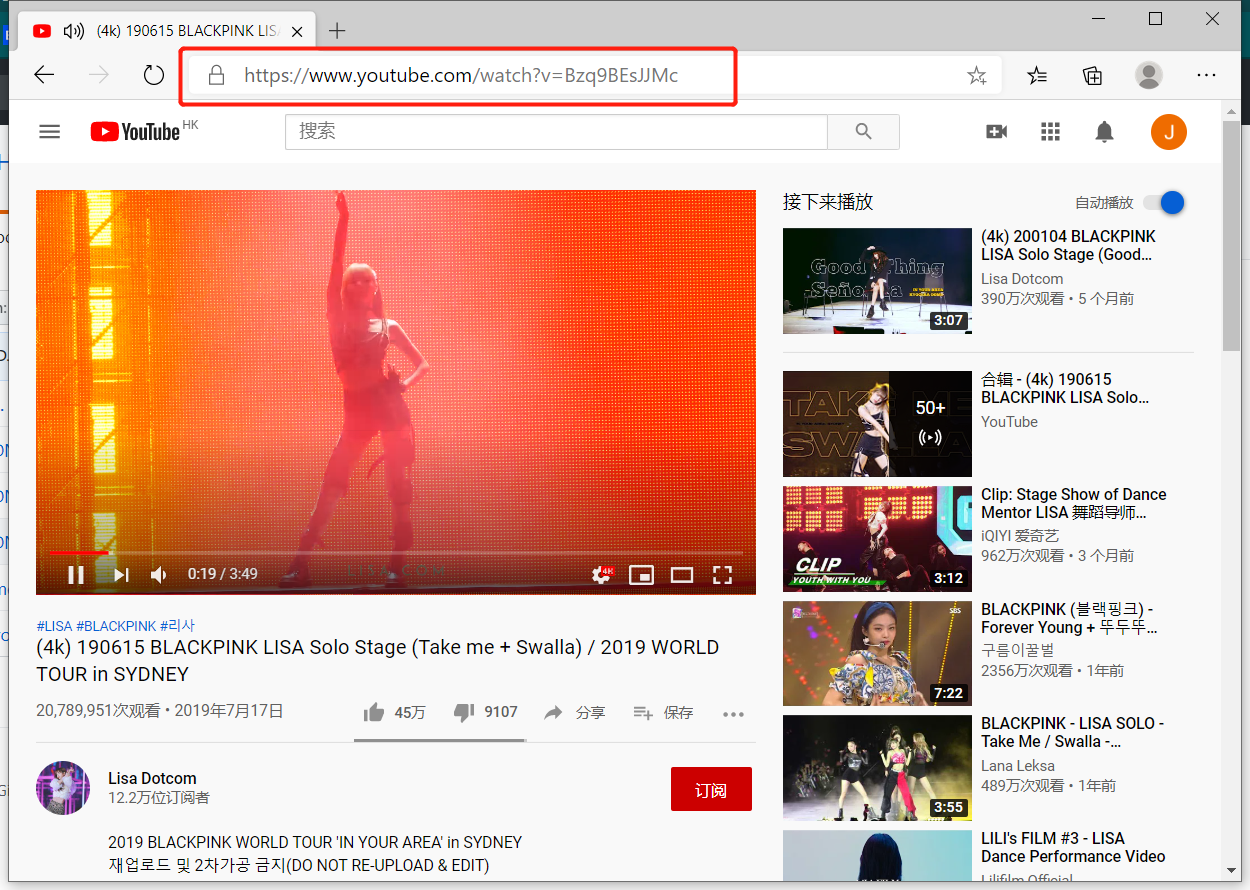 (4k) 190615 BLACKPINK LIS
https://www.youtube.com/watch?v=Bzq9BEsJJMc
YouTube HK
搜索
J
LISA.COM
0:19 / 3:49
4K
#LISA #BLACKPINK #리사
(4k) 190615 BLACKPINK LISA Solo Stage (Take me + Swalla) / 2019 WORLD
TOUR in SYDNEY
20,789,951次观看 • 2019年7月17日
45万
9107
分享
保存
Lisa Dotcom
12.2万位订阅者
订阅
2019 BLACKPINK WORLD TOUR 'IN YOUR AREA' in SYDNEY
재업로드 및 2차가공 금지(DO NOT RE-UPLOAD & EDIT)
接下来播放
自动播放
Good Thing
Señorita
3:07
(4k) 200104 BLACKPINK
LISA Solo Stage (Good...
Lisa Dotcom
390万次观看 • 5 个月前
TAKE ME
SWALLA
50+
合辑 - (4k) 190615
BLACKPINK LISA Solo...
YouTube
CLIP
YOUTH WITH YOU
3:12
Clip: Stage Show of Dance
Mentor LISA 舞蹈导师...
iQIYI 爱奇艺
962万次观看 • 3 个月前
SBS
7:22
BLACKPINK (블랙핑크) -
Forever Young + 뚜두뚜...
구름이꿀벌
2356万次观看 • 1年前
3:55
BLACKPINK - LISA SOLO -
Take Me / Swalla -...
Lana Leksa
489万次观看 • 1年前
LILI's FILM #3 - LISA
Dance Performance Video
Lilifilm Official